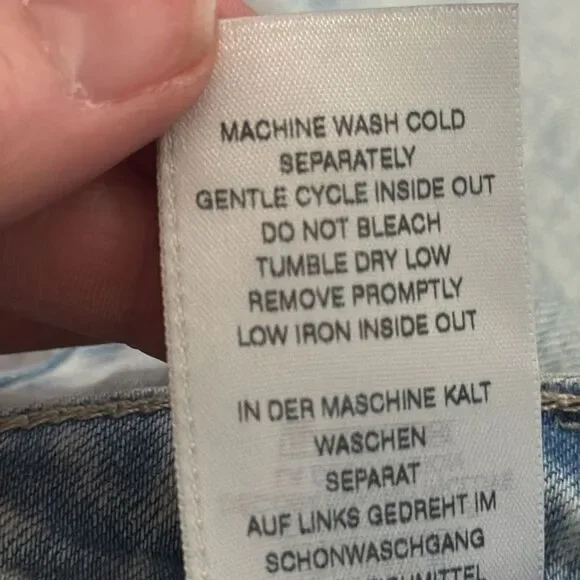 MACHINE WASH COLD
SEPARATELY
GENTLE CYCLE INSIDE OUT
DO NOT BLEACH
TUMBLE DRY LOW
REMOVE PROMPTLY
LOW IRON INSIDE OUT
IN DER MASCHINE KALT
WASCHEN
SEPARAT
AUF LINKS GEDREHT IM
SCHONWASCHGANG